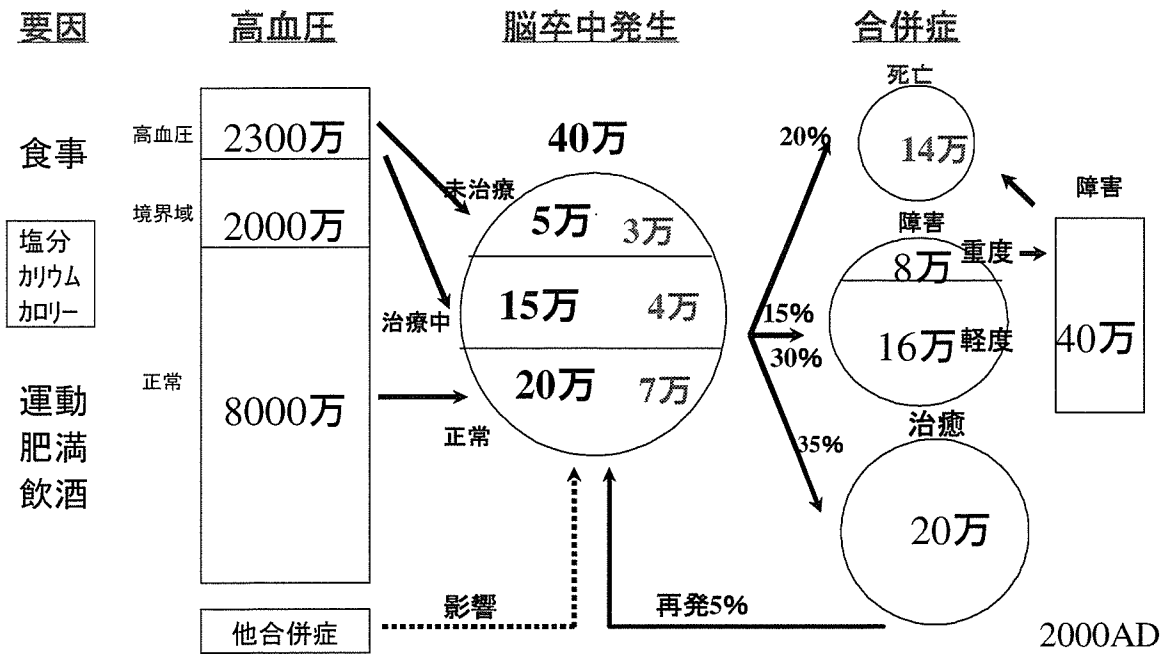 要因
高血圧
脳卒中発生
合併症
食事
塩分
カリウム
カロリー
運動
肥満
飲酒
高血圧
2300万
境界域
2000万
正常
8000万
他合併症
40万
未治療
5万 3万
治療中
15万 4万
20万 7万
正常
影響
再発5%
20%
15%
30%
35%
死亡
14万
障害
8万 重度
16万 軽度
治癒
20万
障害
40万
2000AD